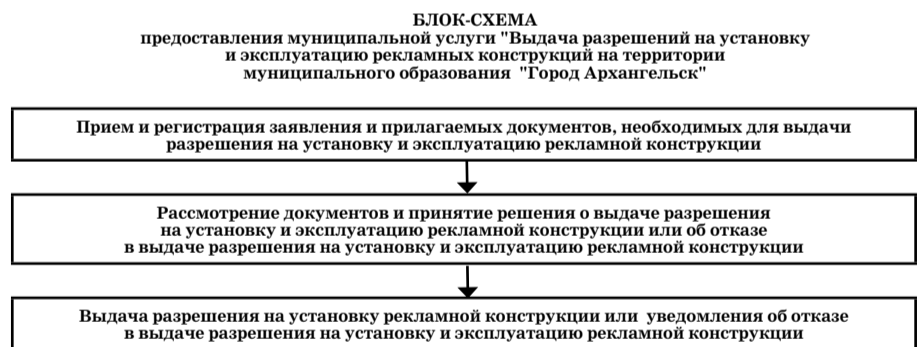 БЛОК-СХЕМА
предоставления муниципальной услуги "Выдача разрешений на установку
и эксплуатацию рекламных конструкций на территории
муниципального образования "Город Архангельск"
Прием и регистрация заявления и прилагаемых документов, необходимых для выдачи
разрешения на установку и эксплуатацию рекламной конструкции
Рассмотрение документов и принятие решения о выдаче разрешения
на установку и эксплуатацию рекламной конструкции или об отказе
в выдаче разрешения на установку и эксплуатацию рекламной конструкции
Выдача разрешения на установку рекламной конструкции или уведомления об отказе
в выдаче разрешения на установку и эксплуатацию рекламной конструкции